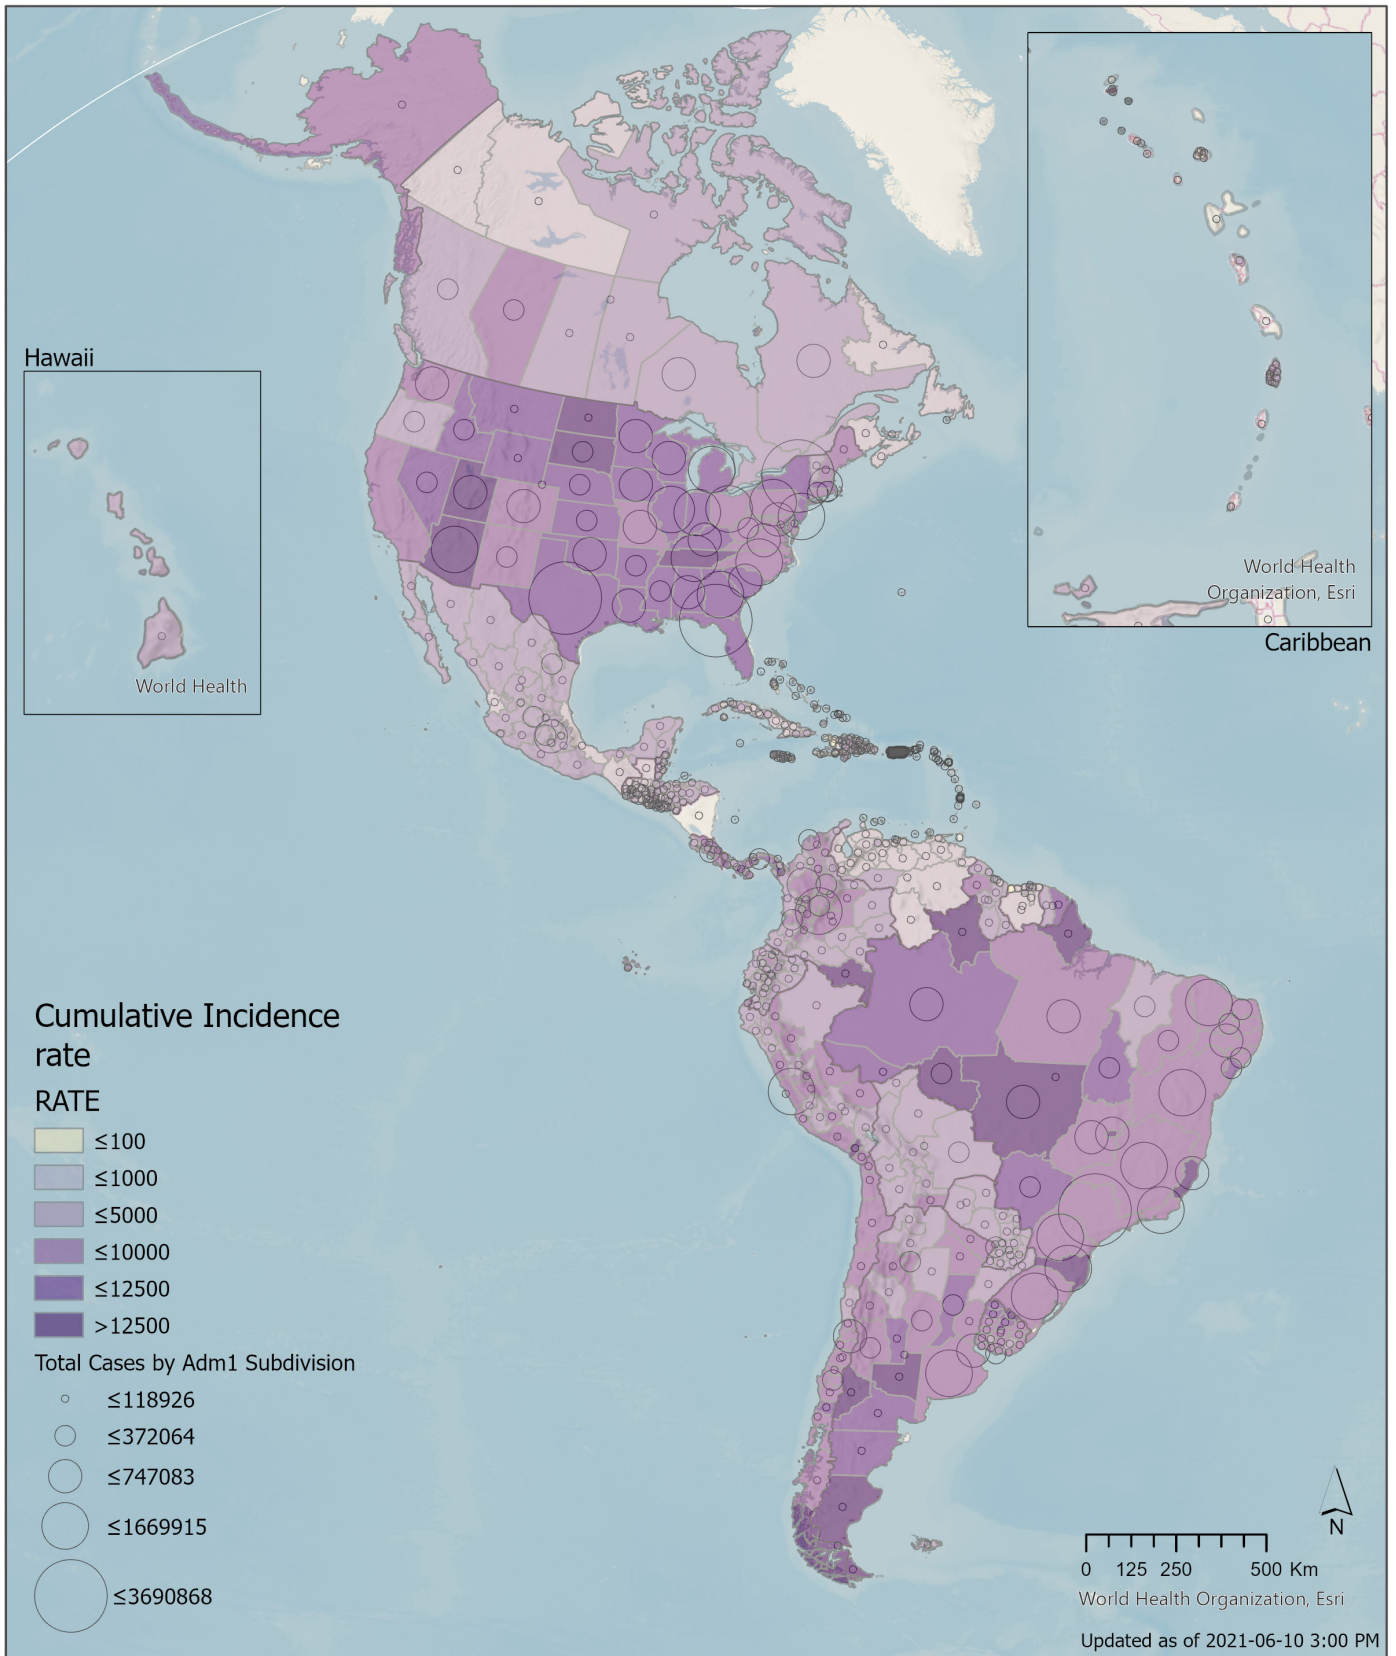 Hawaii
World Health
World Health
Organization, Esri
Caribbean
Cumulative Incidence
rate
RATE
≤100
≤1000
≤5000
≤10000
≤12500
>12500
Total Cases by Adm1 Subdivision
≤118926
≤372064
≤747083
≤1669915
≤3690868
N
0 125 250 500 Km
World Health Organization, Esri
Updated as of 2021-06-10 3:00 PM